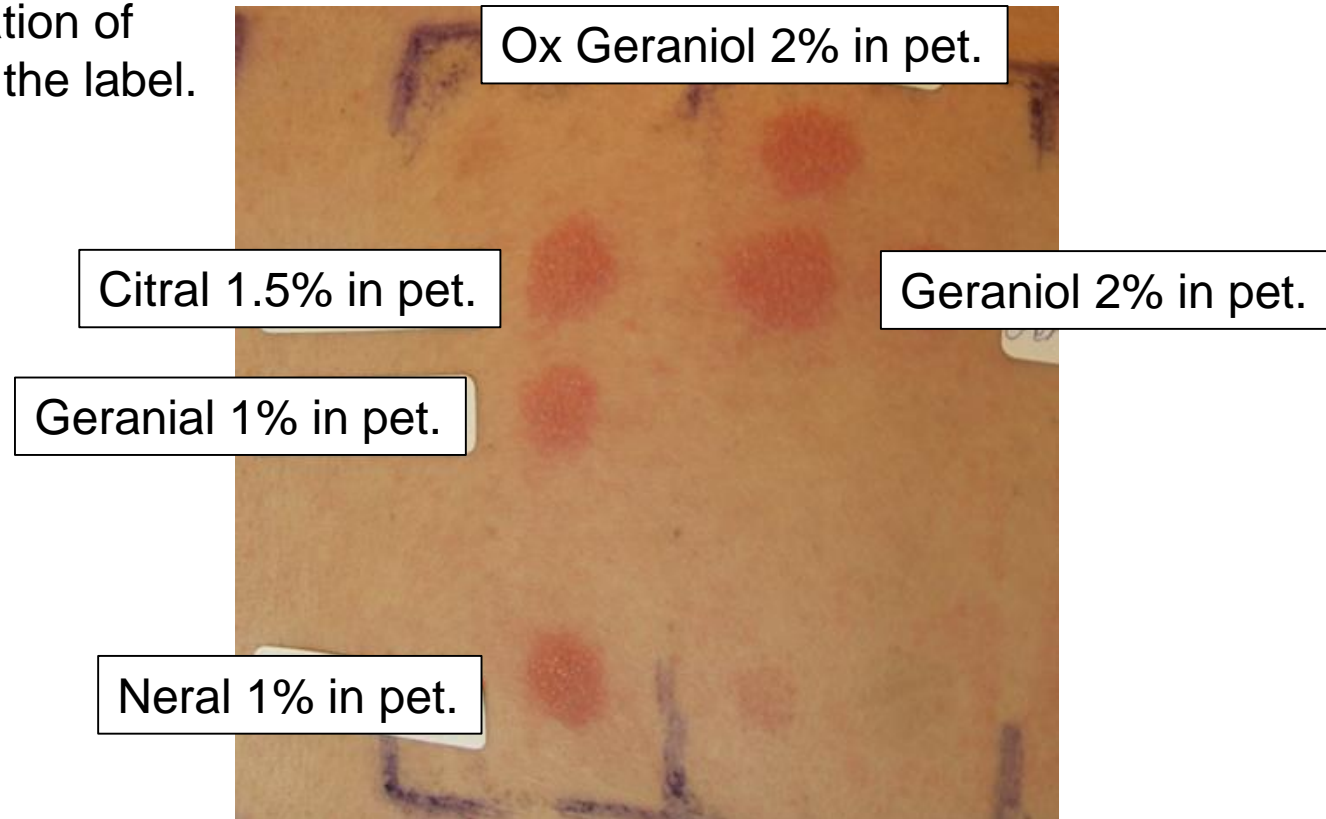 tion of
the label.
Ox Geraniol 2% in pet.
Citral 1.5% in pet.
Geraniol 2% in pet.
Geranial 1% in pet.
Neral 1% in pet.